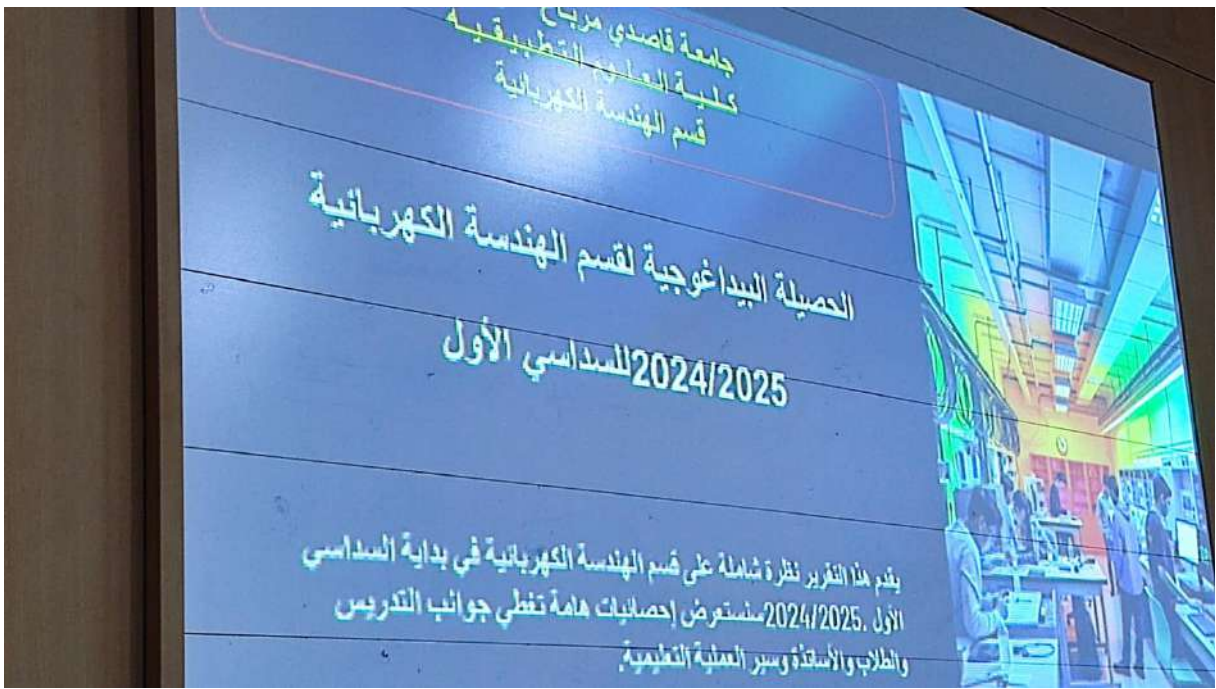 جامعة قاصدي مرباح
كلية العلوم التطبيقية
قسم الهندسة الكهربائية
الحصيلة البيداغوجية لقسم الهندسة الكهربائية
للسداسي الأول 2024/2025
يقدم هذا التقرير نظرة شاملة على قسم الهندسة الكهربائية في بداية السداسي
الأول .2024/2025 سنستعرض إحصائيات هامة تغطي جوانب التدريس
والطلاب والأساتذة وسير العملية التعليمية.